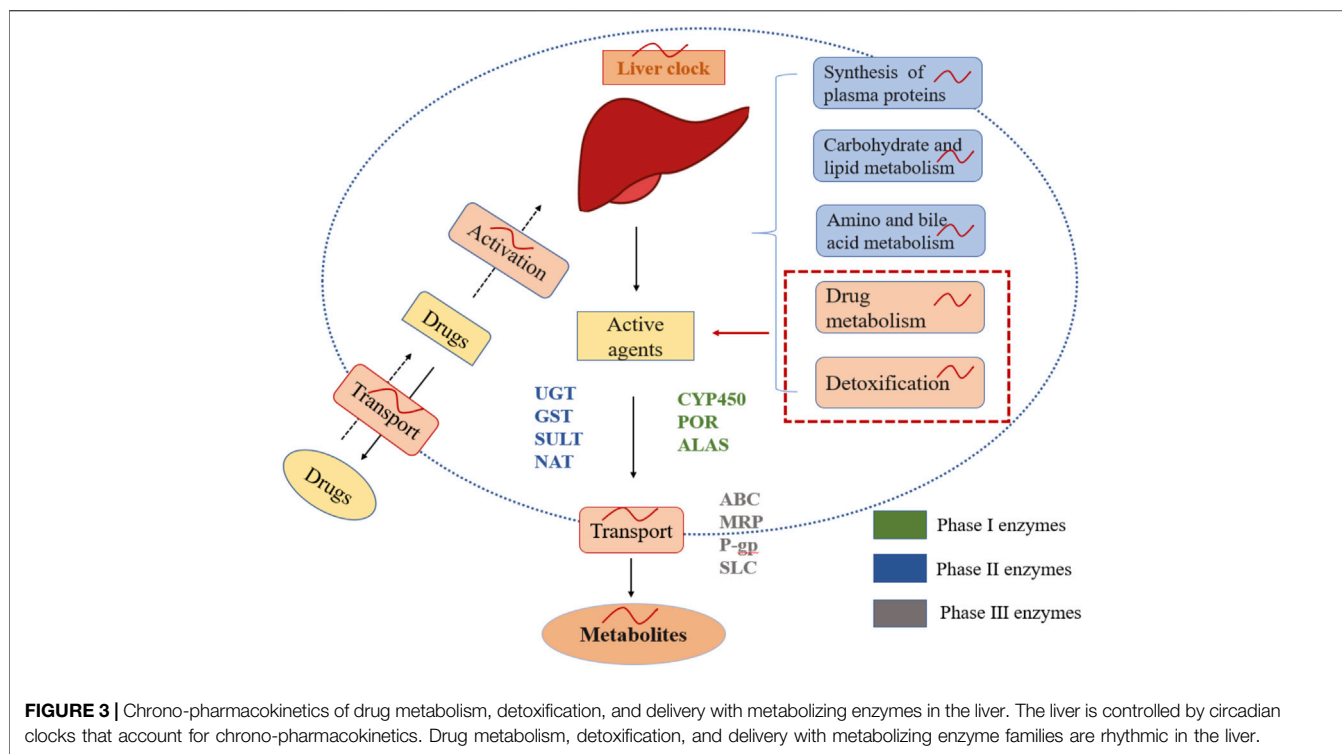 Liver clock
Synthesis of
plasma proteins
Carbohydrate and
lipid metabolism
Amino and bile
acid metabolism
Drug
metabolism
Detoxification
Activation
Drugs
Transport
Drugs
Active
agents
UGT
GST
SULT
NAT
CYP450
POR
ALAS
Transport
ABC
MRP
P-gp
SLC
Metabolites
Phase I enzymes
Phase II enzymes
Phase III enzymes
FIGURE 3 | Chrono-pharmacokinetics of drug metabolism, detoxification, and delivery with metabolizing enzymes in the liver. The liver is controlled by circadian
clocks that account for chrono-pharmacokinetics. Drug metabolism, detoxification, and delivery with metabolizing enzyme families are rhythmic in the liver.